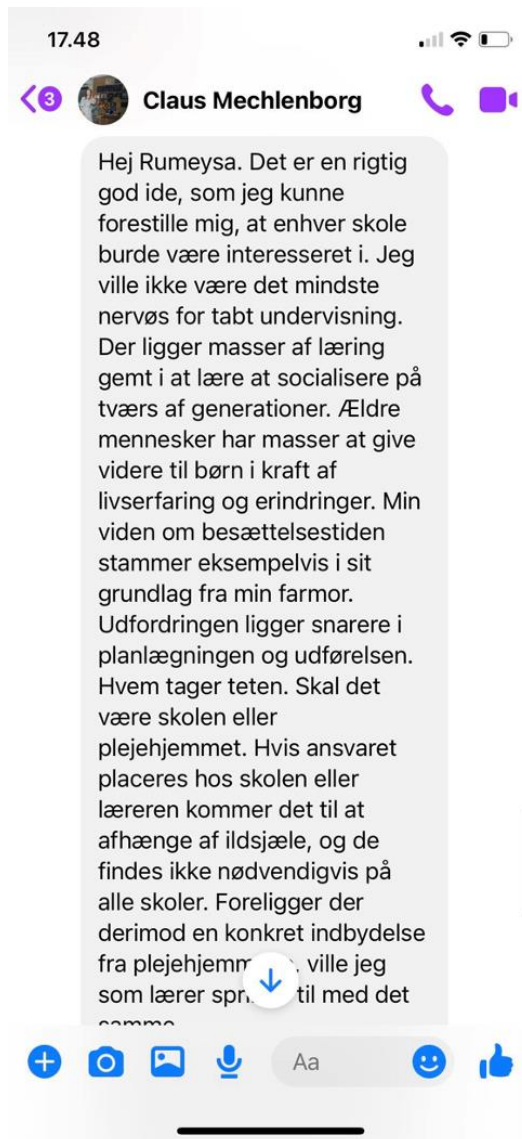 17.48
3
Claus Mechlenborg
Hej Rumeysa. Det er en rigtig
god ide, som jeg kunne
forestille mig, at enhver skole
burde være interesseret i. Jeg
ville ikke være det mindste
nervøs for tabt undervisning.
Der ligger masser af læring
gemt i at lære at socialisere på
tværs af generationer. Ældre
mennesker har masser at give
videre til børn i kraft af
livserfaring og erindringer. Min
viden om besættelsestiden
stammer eksempelvis i sit
grundlag fra min farmor.
Udfordringen ligger snarere i
planlægningen og udførelsen.
Hvem tager teten. Skal det
være skolen eller
plejehjemmet. Hvis ansvaret
placeres hos skolen eller
læreren kommer det til at
afhænge af ildsjæle, og de
findes ikke nødvendigvis på
alle skoler. Foreligger der
derimod en konkret indbydelse
fra ville jeg
som lærer til med det
Aa